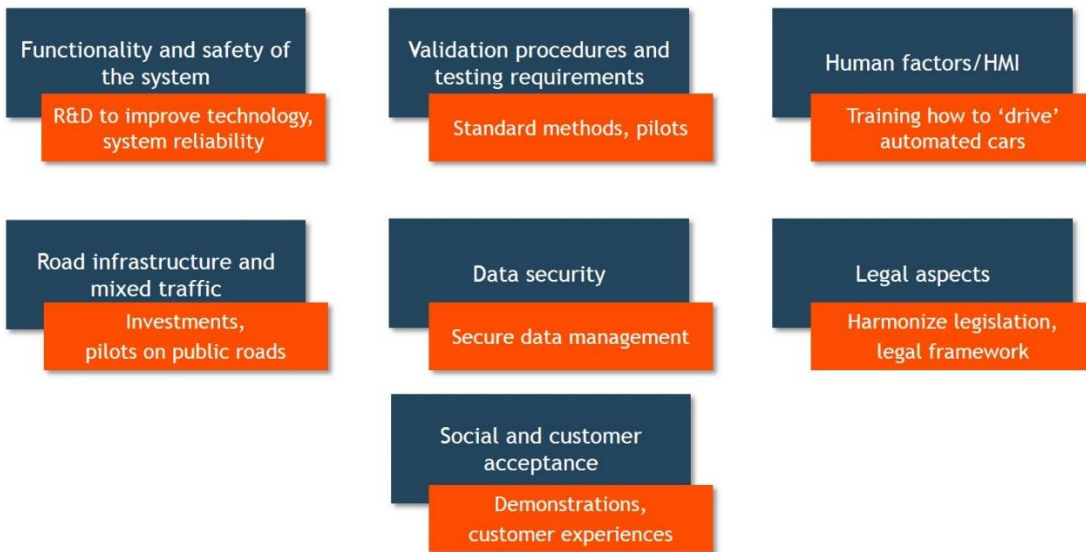 Functionality and safety of
the system
R&D to improve technology,
system reliability
Validation procedures and
testing requirements
Standard methods, pilots
Human factors/HMI
Training how to ‘drive’
automated cars
Road infrastructure and
mixed traffic
Investments,
pilots on public roads
Data security
Secure data management
Legal aspects
Harmonize legislation,
legal framework
Social and customer
acceptance
Demonstrations,
customer experiences